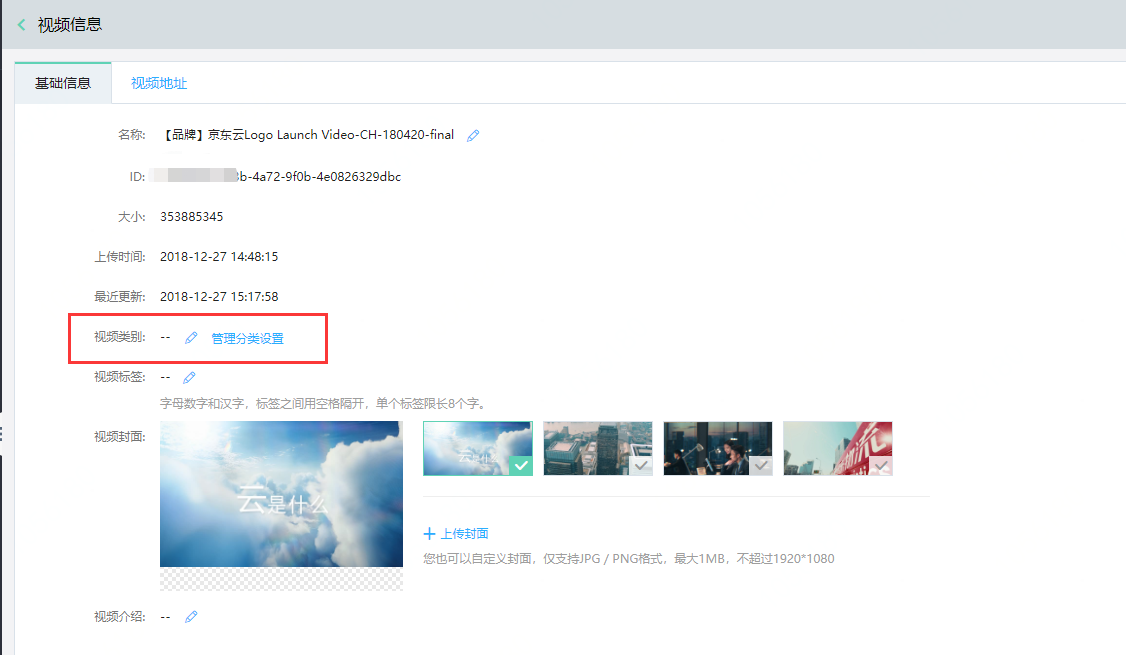 视频信息
基础信息
视频地址
名称: 【品牌】京东云Logo Launch Video-CH-180420-final
ID: b-4a72-9f0b-4e0826329dbc
大小: 353885345
上传时间: 2018-12-27 14:48:15
最近更新: 2018-12-27 15:17:58
视频类别: -- 管理分类设置
视频标签: --
字母数字和汉字，标签之间用空格隔开，单个标签限长8个字。
视频封面:
云是什么
+ 上传封面
您也可以自定义封面，仅支持JPG / PNG格式，最大1MB，不超过1920*1080
视频介绍: --